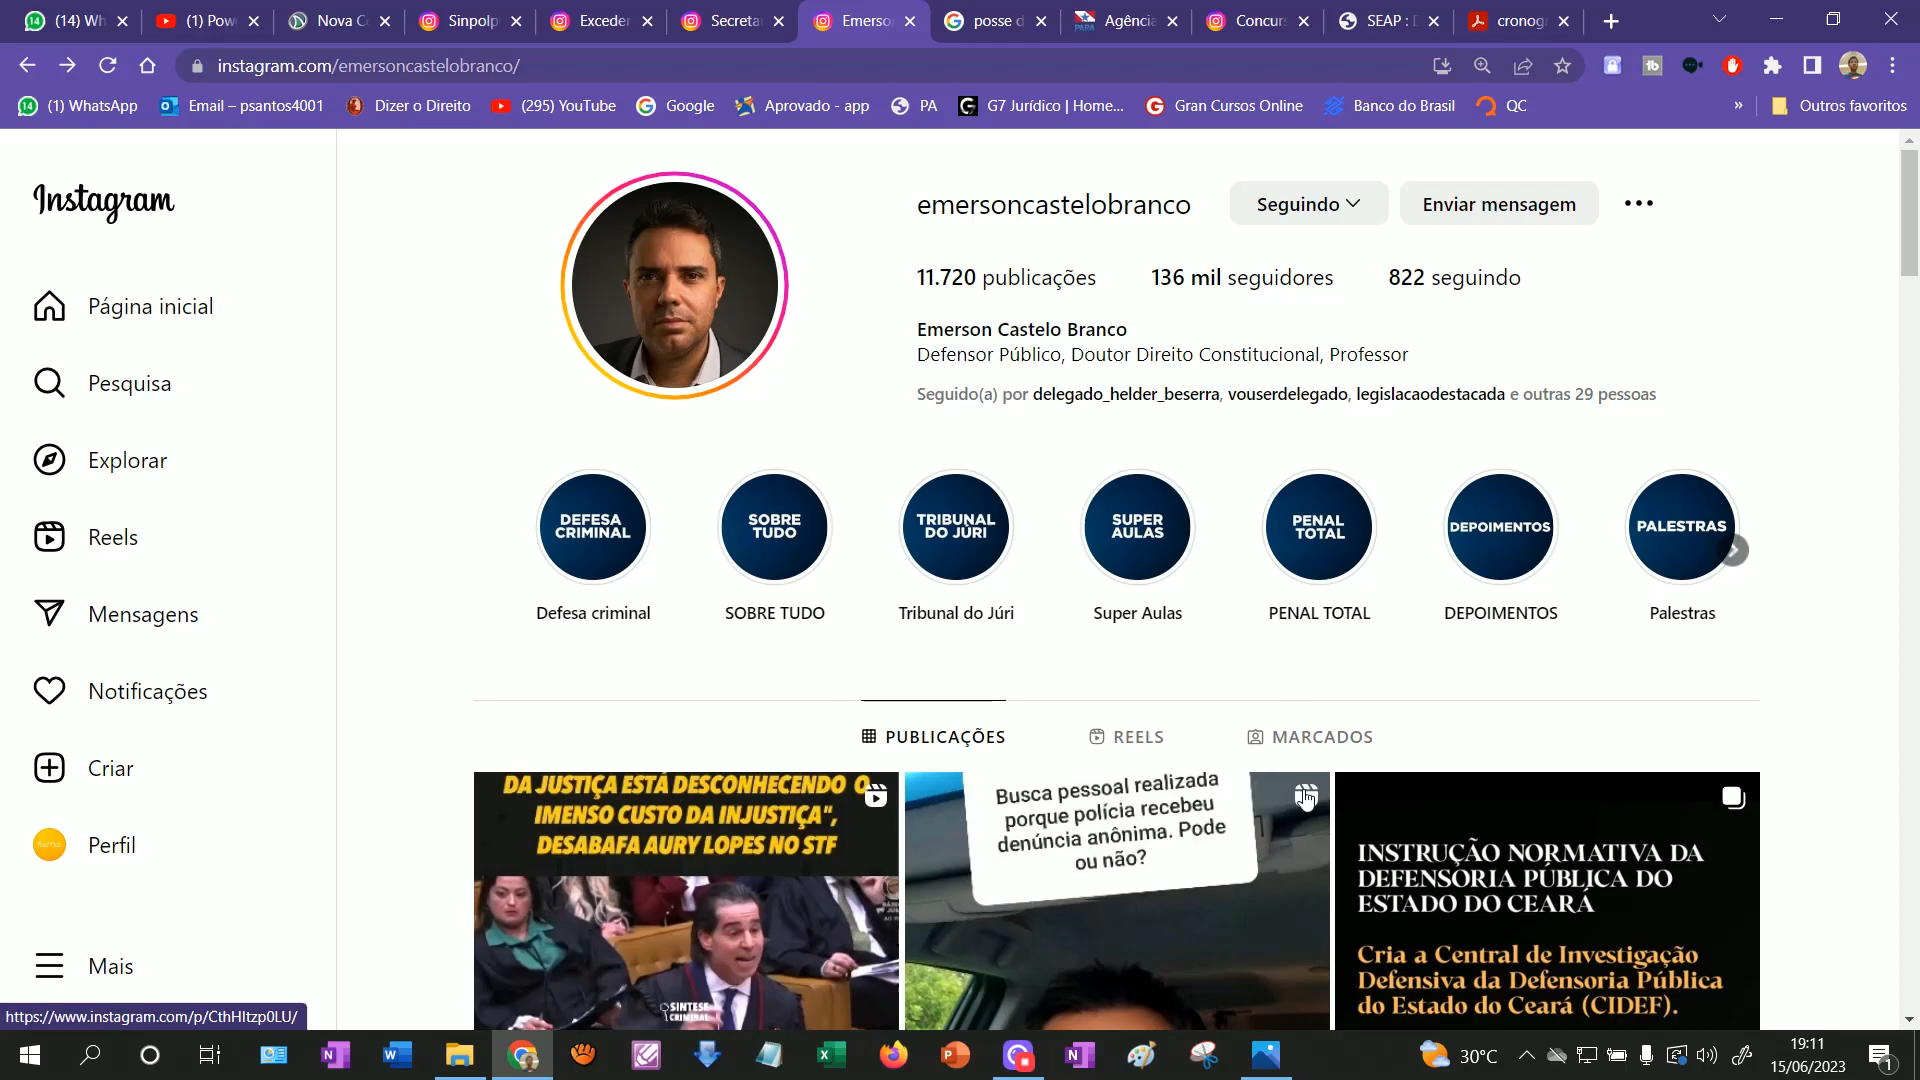 (14) Wh
(1) Pow
Nova C
Sinpolp
Exceder
Secreta
Emerso
posse d
Agência
Concur
SEAP :
cronog
instagram.com/emersoncastelobranco/
(1) WhatsApp
Email – psantos4001
Dizer o Direito
(295) YouTube
Google
Aprovado - app
PA
G7 Jurídico | Home...
Gran Cursos Online
Banco do Brasil
QC
»
Outros favoritos
Instagram
Página inicial
Pesquisa
Explorar
Reels
Mensagens
Notificações
Criar
Perfil
Mais
emersoncastelobranco
Seguindo
Enviar mensagem
11.720 publicações
136 mil seguidores
822 seguindo
Emerson Castelo Branco
Defensor Público, Doutor Direito Constitucional, Professor
Seguido(a) por delegado_helder_beserra, vouserdelegado, legislacaodestacada e outras 29 pessoas
DEFESA
CRIMINAL
SOBRE
TUDO
TRIBUNAL
DO JÚRI
SUPER
AULAS
PENAL
TOTAL
DEPOIMENTOS
PALESTRAS
Defesa criminal
SOBRE TUDO
Tribunal do Júri
Super Aulas
PENAL TOTAL
DEPOIMENTOS
Palestras
PUBLICAÇÕES
REELS
MARCADOS
DA JUSTIÇA ESTÁ DESCONHECENDO O
IMENSO CUSTO DA INJUSTIÇA",
DESABAFA AURY LOPES NO STF
SINTESE
CRIMINAL
Busca pessoal realizada
porque polícia recebeu
denúncia anônima. Pode
ou não?
INSTRUÇÃO NORMATIVA DA
DEFENSORIA PÚBLICA DO
ESTADO DO CEARÁ
Cria a Central de Investigação
Defensiva da Defensoria Pública
do Estado do Ceará (CIDEF).
https://www.instagram.com/p/CthHItzp0LU/
30°C
19:11
15/06/2023
1